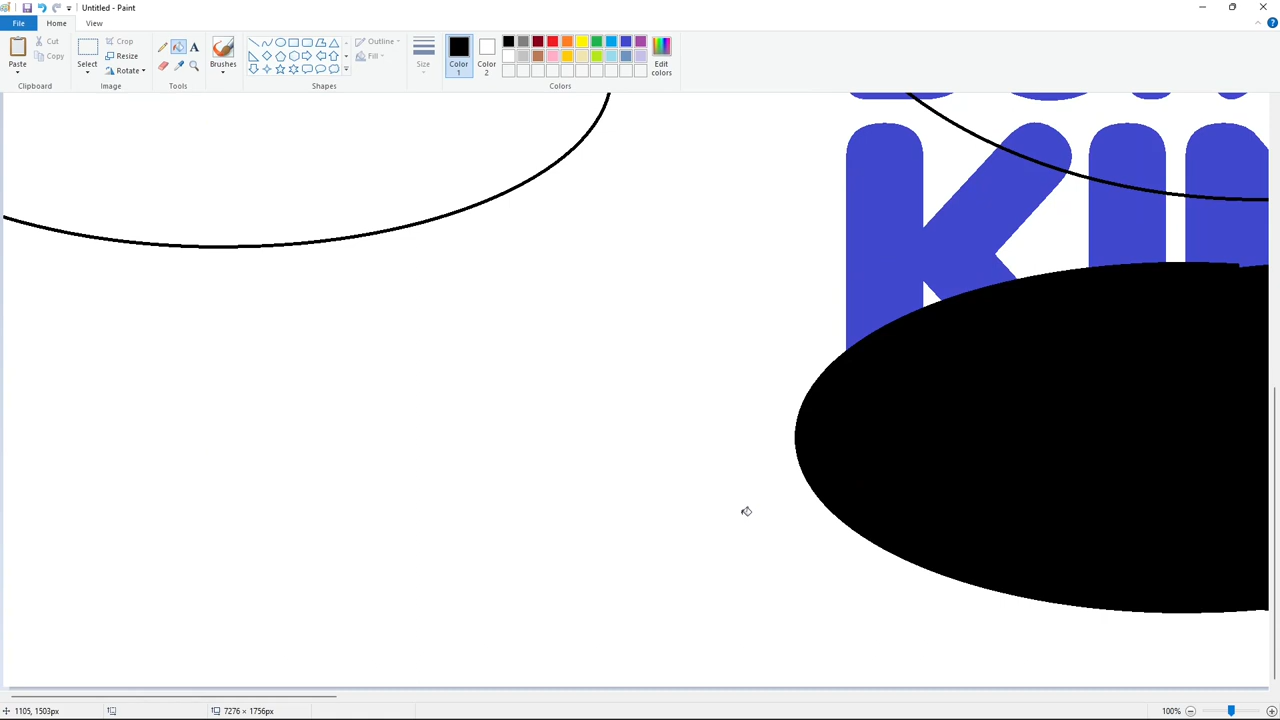 Untitled - Paint
File
Home
View
Paste
Cut
Copy
Clipboard
Select
Crop
Resize
Rotate
Image
Tools
Brushes
Shapes
Outline
Fill
Size
Color
1
Color
2
Edit
colors
Colors
1105, 1503px
7276 × 1756px
100%